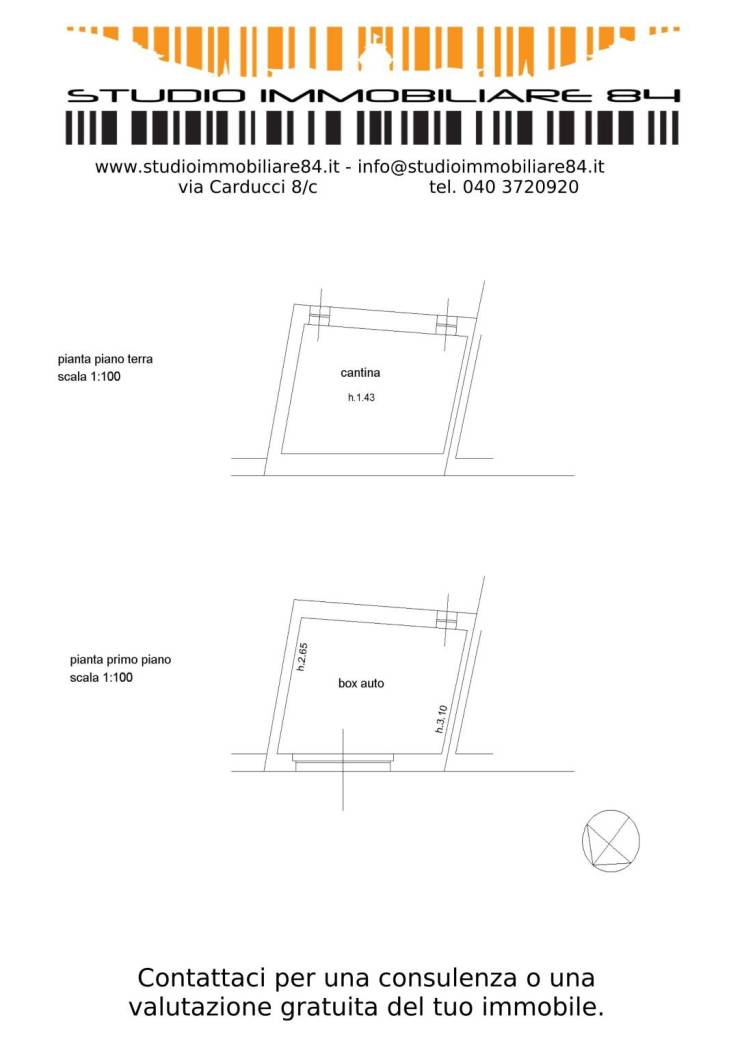 STUDIO IMMOBILIARE 84
www.studioimmobiliare84.it - info@studioimmobiliare84.it
via Carducci 8/c tel. 040 3720920
pianta piano terra
scala 1:100
cantina
h.1.43
pianta primo piano
scala 1:100
h.2.65
box auto
h.3.10
Contattaci per una consulenza o una
valutazione gratuita del tuo immobile.